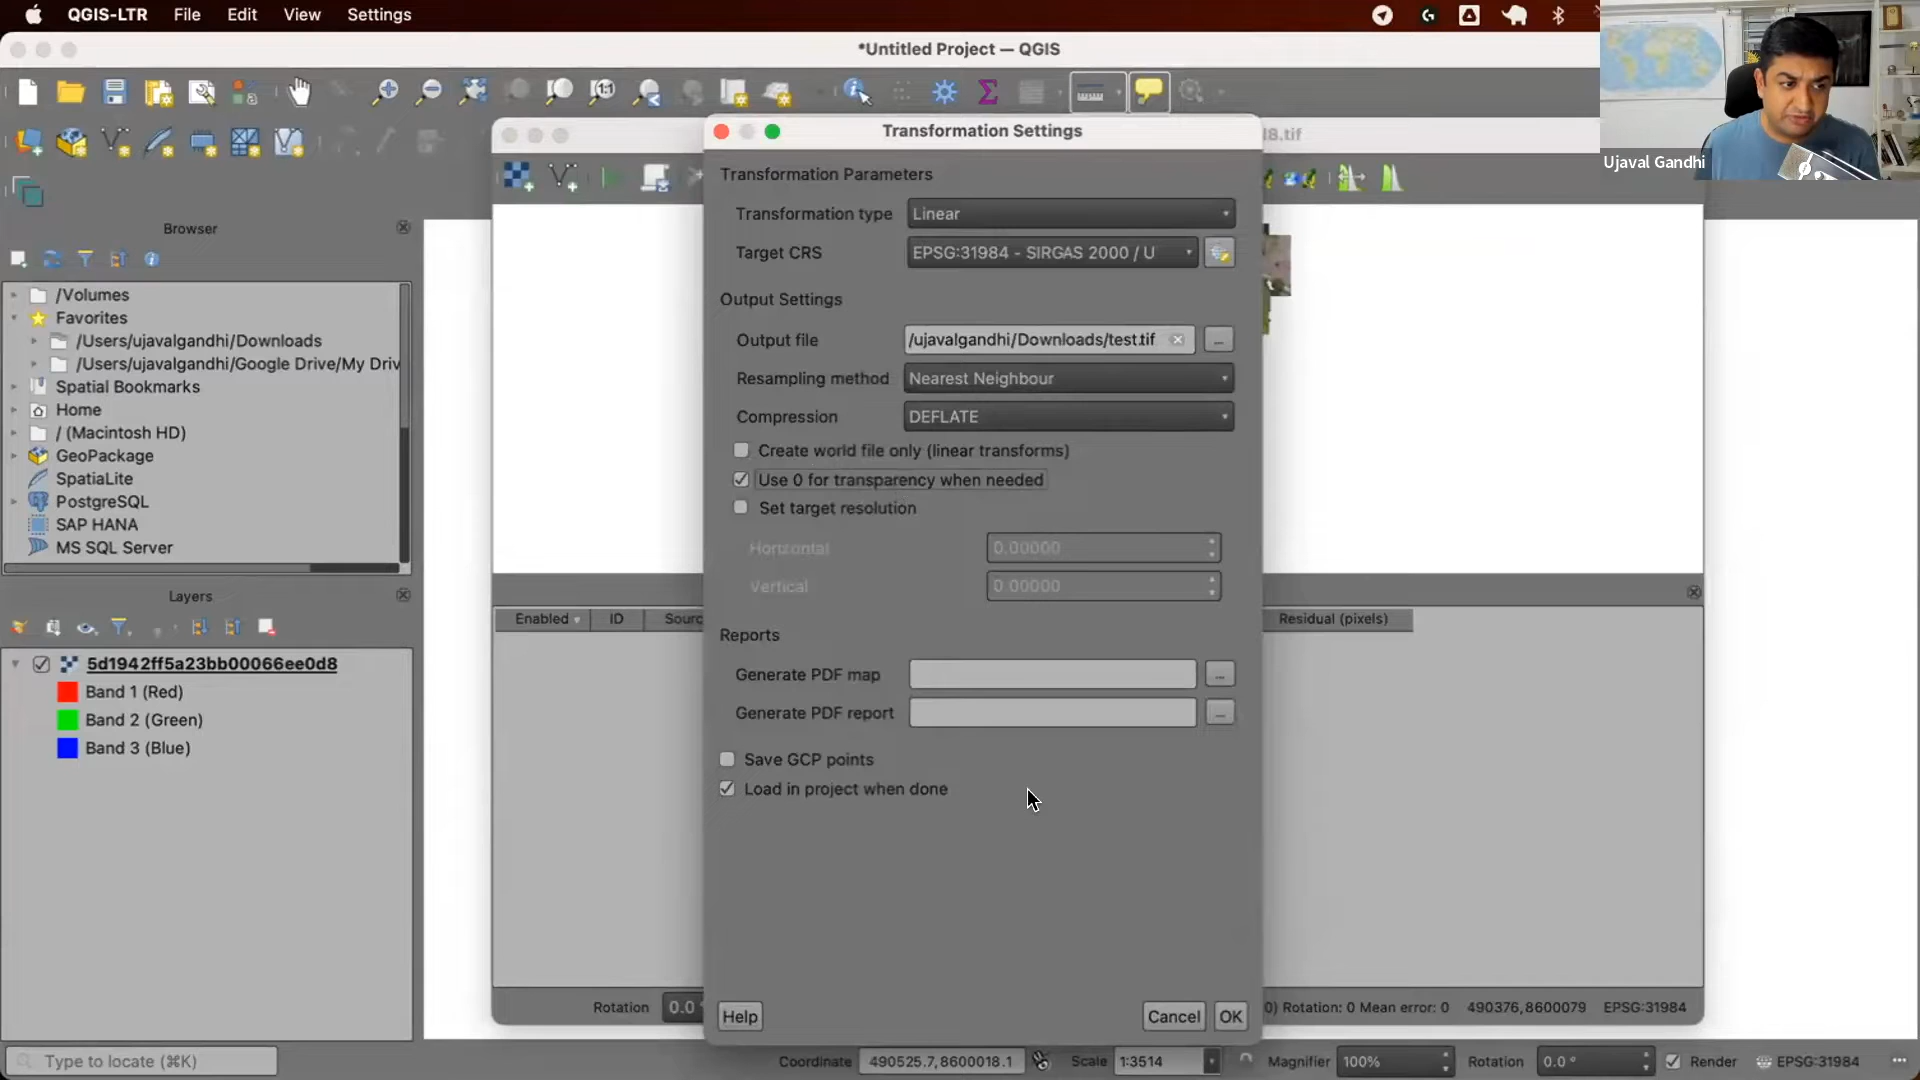 QGIS-LTR File Edit View Settings
*Untitled Project — QGIS
Ujaval Gandhi
Transformation Settings
d8.tif
Transformation Parameters
Transformation type Linear
Target CRS EPSG:31984 - SIRGAS 2000 / U
Output Settings
Output file /ujavalgandhi/Downloads/test.tif ...
Resampling method Nearest Neighbour
Compression DEFLATE
Create world file only (linear transforms)
Use 0 for transparency when needed
Set target resolution
Horizontal 0.00000
Vertical 0.00000
Reports
Generate PDF map ...
Generate PDF report ...
Save GCP points
Load in project when done
Help Cancel OK
Browser
/Volumes
Favorites
/Users/ujavalgandhi/Downloads
/Users/ujavalgandhi/Google Drive/My Driv
Spatial Bookmarks
Home
/ (Macintosh HD)
GeoPackage
SpatiaLite
PostgreSQL
SAP HANA
MS SQL Server
Layers
5d1942ff5a23bb00066ee0d8
Band 1 (Red)
Band 2 (Green)
Band 3 (Blue)
Enabled ID Sourc Residual (pixels)
Rotation 0.0 0) Rotation: 0 Mean error: 0 490376,8600079 EPSG:31984
Type to locate (⌘K) Coordinate 490525.7,8600018.1 Scale 1:3514 Magnifier 100% Rotation 0.0 ° Render EPSG:31984